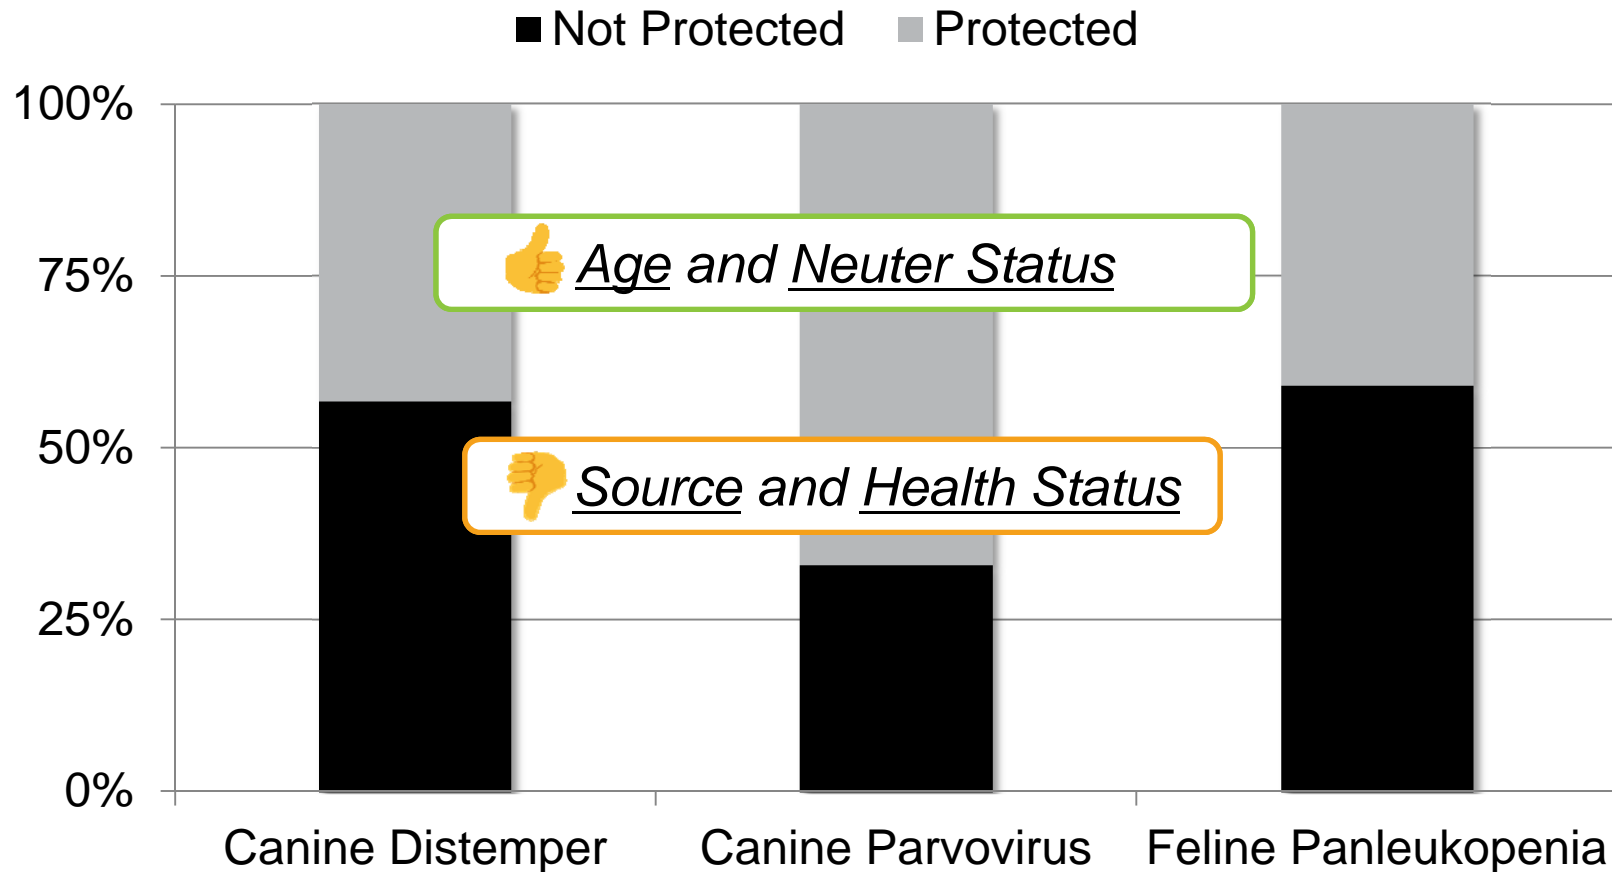 Not Protected Protected
100%
Age and Neuter Status
75%
50%
Source and Health Status
25%
0%
Canine Distemper Canine Parvovirus Feline Panleukopenia